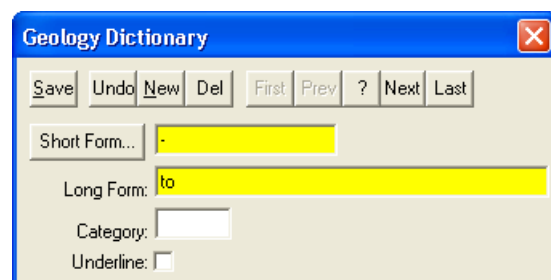 Geology Dictionary
Save Undo New Del First Prev ? Next Last
Short Form... -
Long Form: to
Category:
Underline: